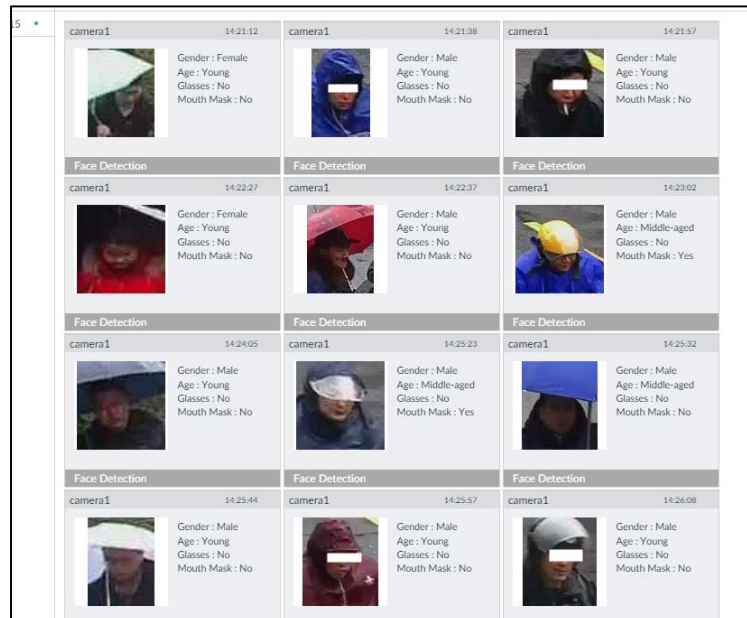 15
camera1 14:21:12
Gender : Female
Age : Young
Glasses : No
Mouth Mask : No
Face Detection
camera1 14:21:38
Gender : Male
Age : Young
Glasses : No
Mouth Mask : No
Face Detection
camera1 14:21:57
Gender : Male
Age : Young
Glasses : No
Mouth Mask : No
camera1 14:22:27
Gender : Female
Age : Young
Glasses : No
Mouth Mask : No
Face Detection
camera1 14:22:37
Gender : Male
Age : Young
Glasses : No
Mouth Mask : No
Face Detection
camera1 14:23:02
Gender : Male
Age : Middle-aged
Glasses : No
Mouth Mask : Yes
Face Detection
camera1 14:24:05
Gender : Male
Age : Young
Glasses : No
Mouth Mask : No
Face Detection
camera1 14:25:23
Gender : Male
Age : Middle-aged
Glasses : No
Mouth Mask : Yes
Face Detection
camera1 14:25:32
Gender : Male
Age : Middle-aged
Glasses : No
Mouth Mask : No
Face Detection
camera1 14:25:44
Gender : Male
Age : Young
Glasses : No
Mouth Mask : No
camera1 14:25:57
Gender : Male
Age : Young
Glasses : No
Mouth Mask : No
camera1 14:26:08
Gender : Male
Age : Young
Glasses : No
Mouth Mask : No